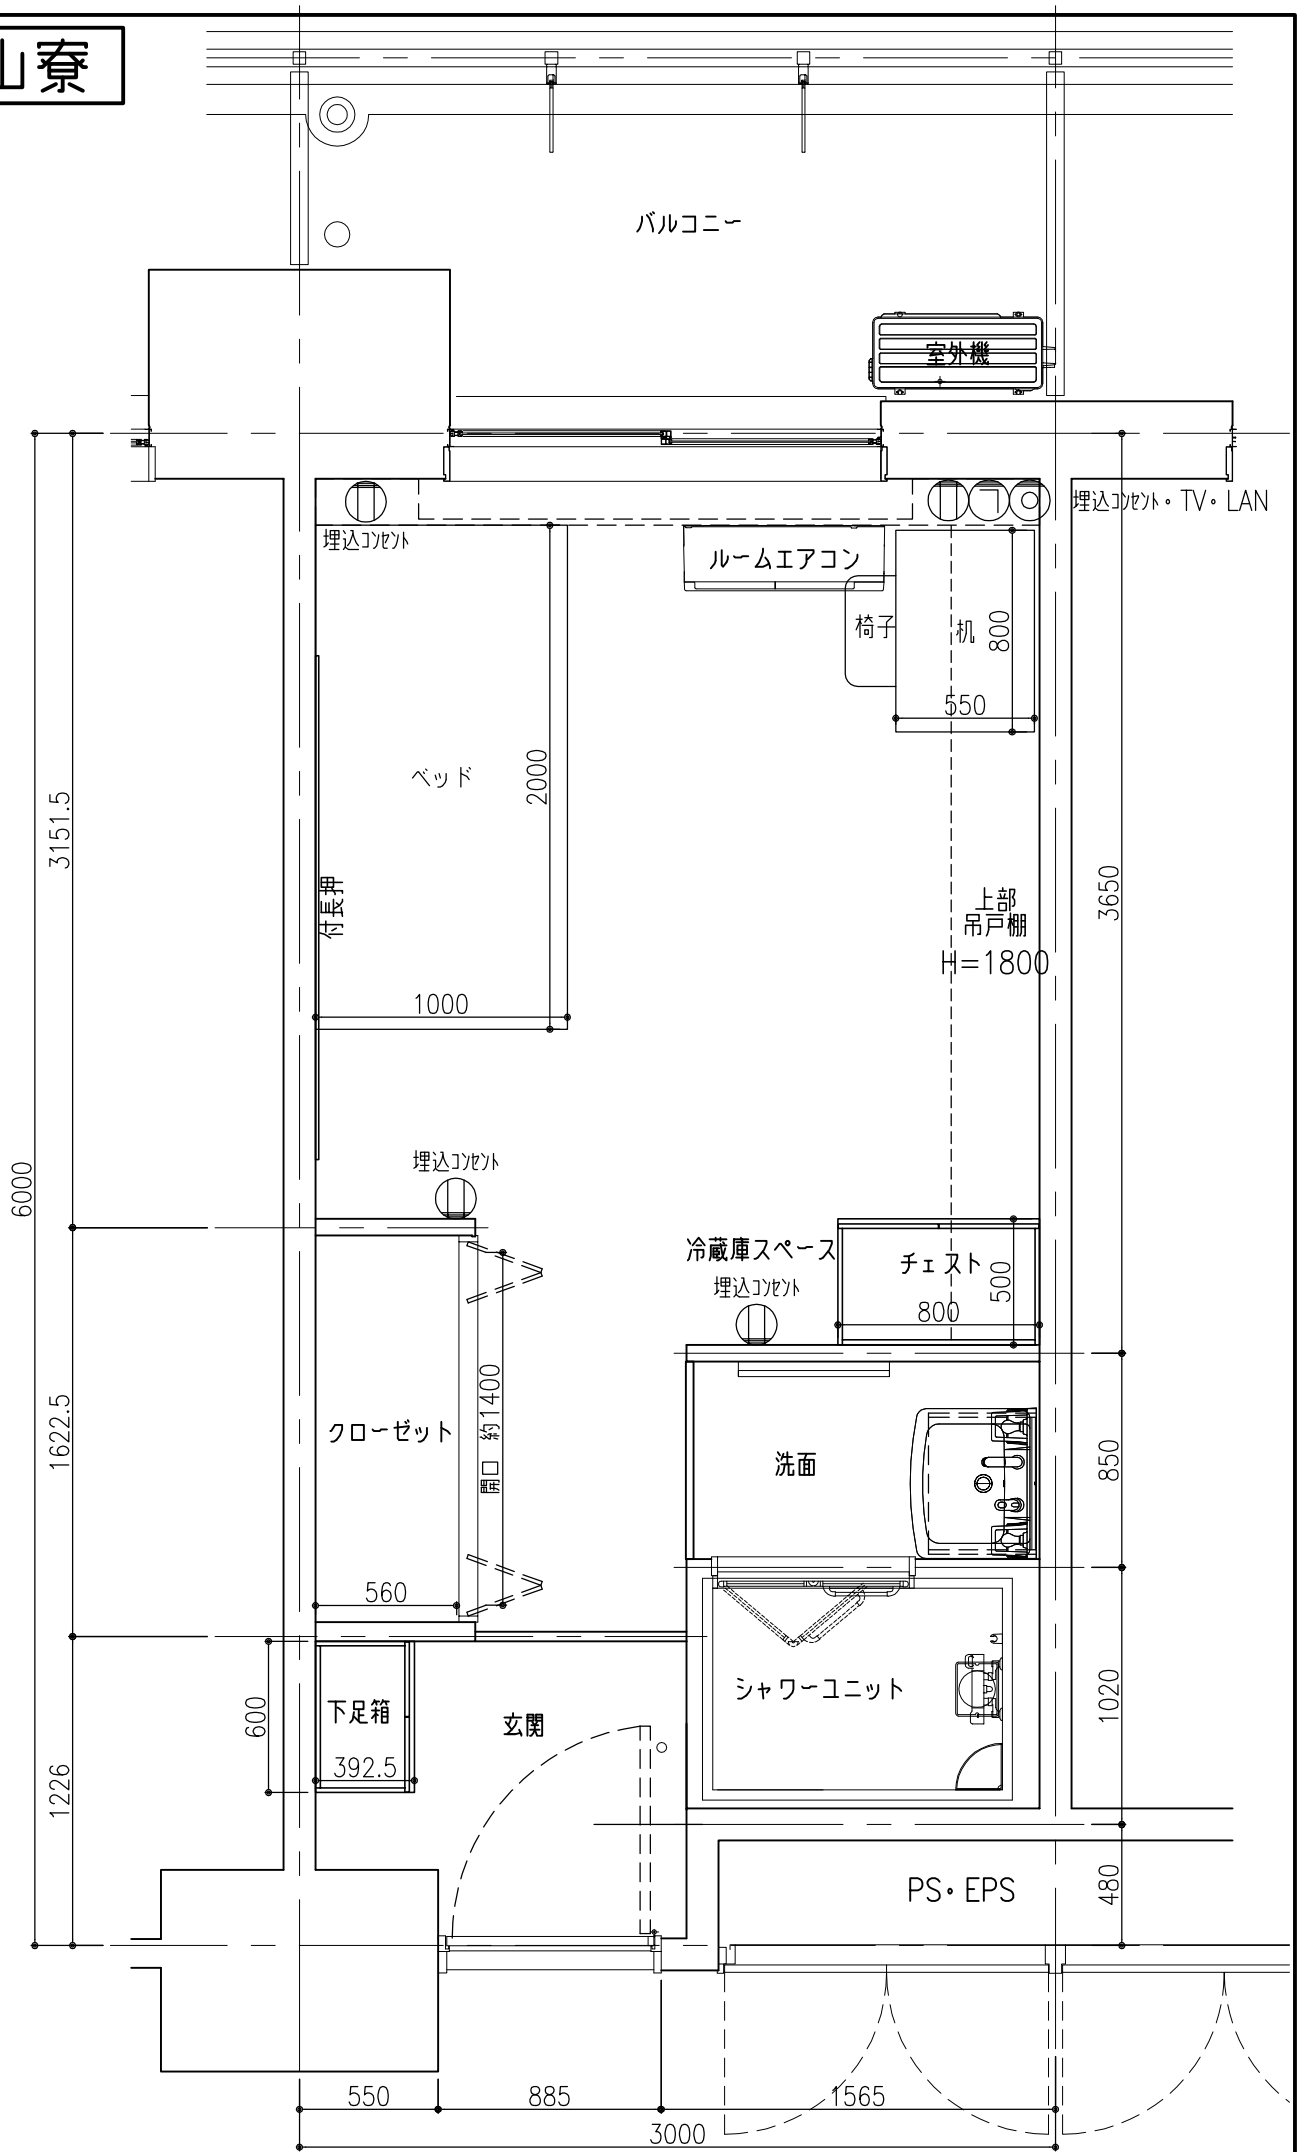 山寮
バルコニー
室外機
埋込コンセント
埋込コンセント・TV・LAN
ルームエアコン
椅子
机
800
550
ベッド
2000
3151.5
付長押
上部
吊戸棚
H=1800
3650
1000
6000
埋込コンセント
冷蔵庫スペース
埋込コンセント
チェスト
500
800
クローゼット
開口 約1400
1622.5
洗面
850
560
シャワーユニット
1020
下足箱
600
392.5
玄関
1226
PS・EPS
480
550
885
1565
3000